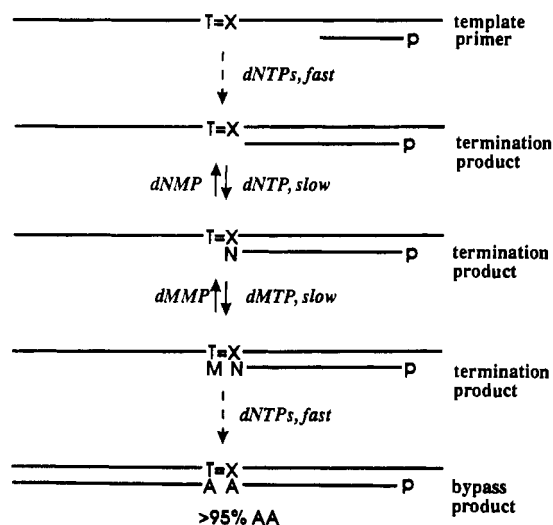 T=X
template
primer
p
dNTPs, fast
T=X
p
termination
product
dNMP
dNTP, slow
T=X
N
p
termination
product
dMMP
dMTP, slow
T=X
M N
p
termination
product
dNTPs, fast
T=X
A A
p
bypass
product
>95% AA